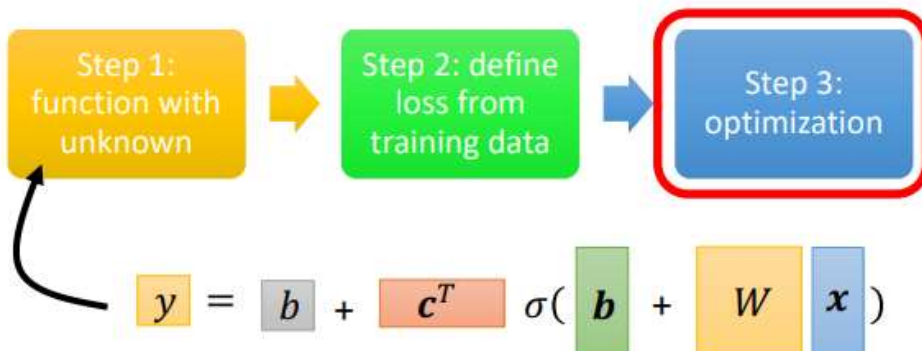 Step 1:
function with
unknown
Step 2: define
loss from
training data
Step 3:
optimization
y = b + c^T σ( b + W x )